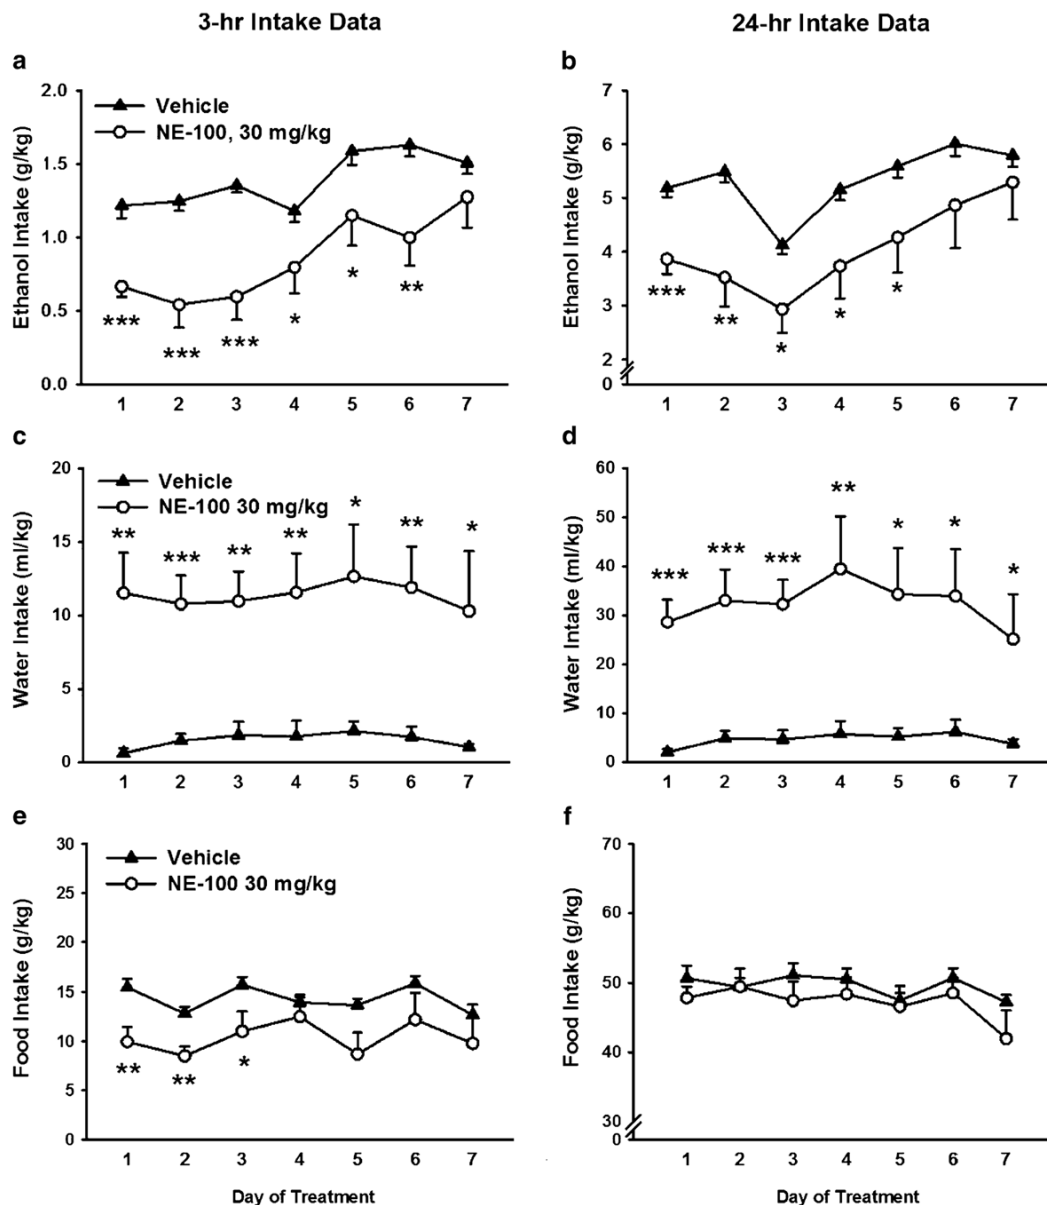 3-hr Intake Data
24-hr Intake Data
a
Ethanol Intake (g/kg)
2.0
1.5
1.0
0.5
0.0
Vehicle
NE-100, 30 mg/kg
*** *** *** * * **
1 2 3 4 5 6 7
b
Ethanol Intake (g/kg)
7
6
5
4
3
2
0
*** ** * * *
1 2 3 4 5 6 7
c
Water Intake (ml/kg)
20
15
10
5
0
Vehicle
NE-100 30 mg/kg
** *** ** ** * ** *
1 2 3 4 5 6 7
d
Water Intake (ml/kg)
60
50
40
30
20
10
0
*** *** *** ** * * *
1 2 3 4 5 6 7
e
Food Intake (g/kg)
30
25
20
15
10
5
0
Vehicle
NE-100 30 mg/kg
** ** *
1 2 3 4 5 6 7
Day of Treatment
f
Food Intake (g/kg)
70
60
50
40
30
0
1 2 3 4 5 6 7
Day of Treatment